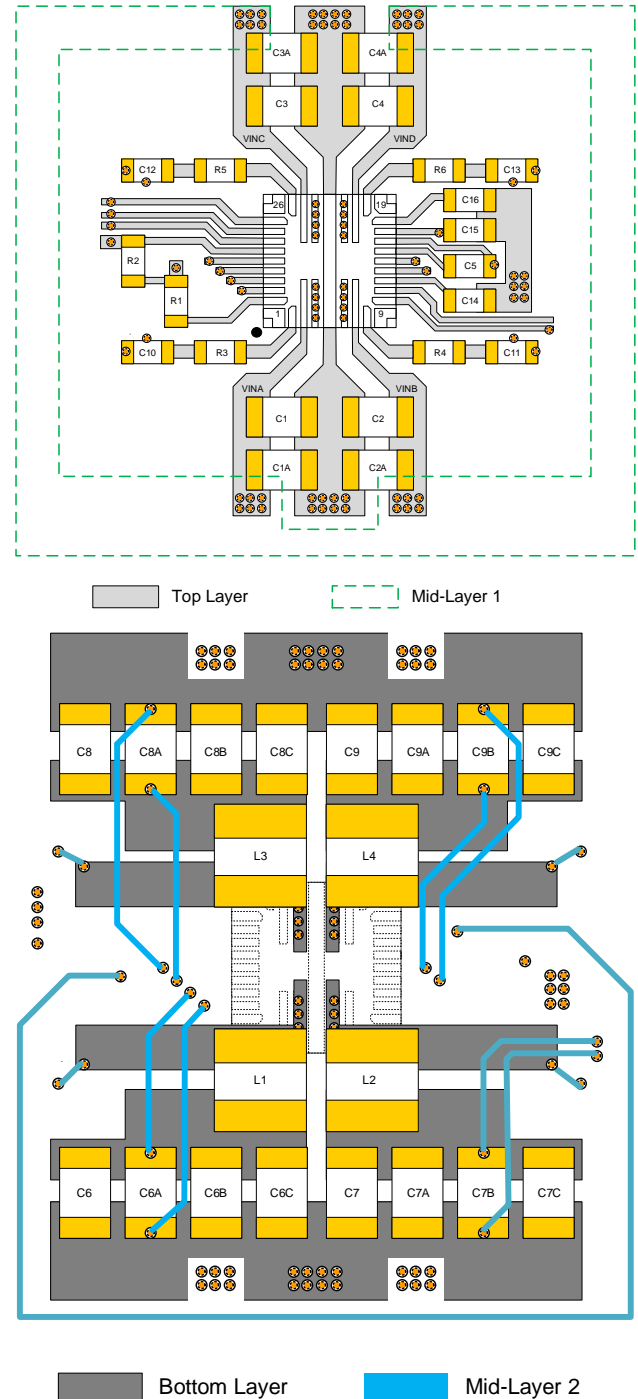 C3A C4A
C3 C4
VINC VIND
C12 R5 R6 C13
26 19 C16
C15
R2 C5
R1 C14
1 9
C10 R3 R4 C11
VINA VINB
C1 C2
C1A C2A
Top Layer Mid-Layer 1
C8 C8A C8B C8C C9 C9A C9B C9C
L3 L4
L1 L2
C6 C6A C6B C6C C7 C7A C7B C7C
Bottom Layer Mid-Layer 2